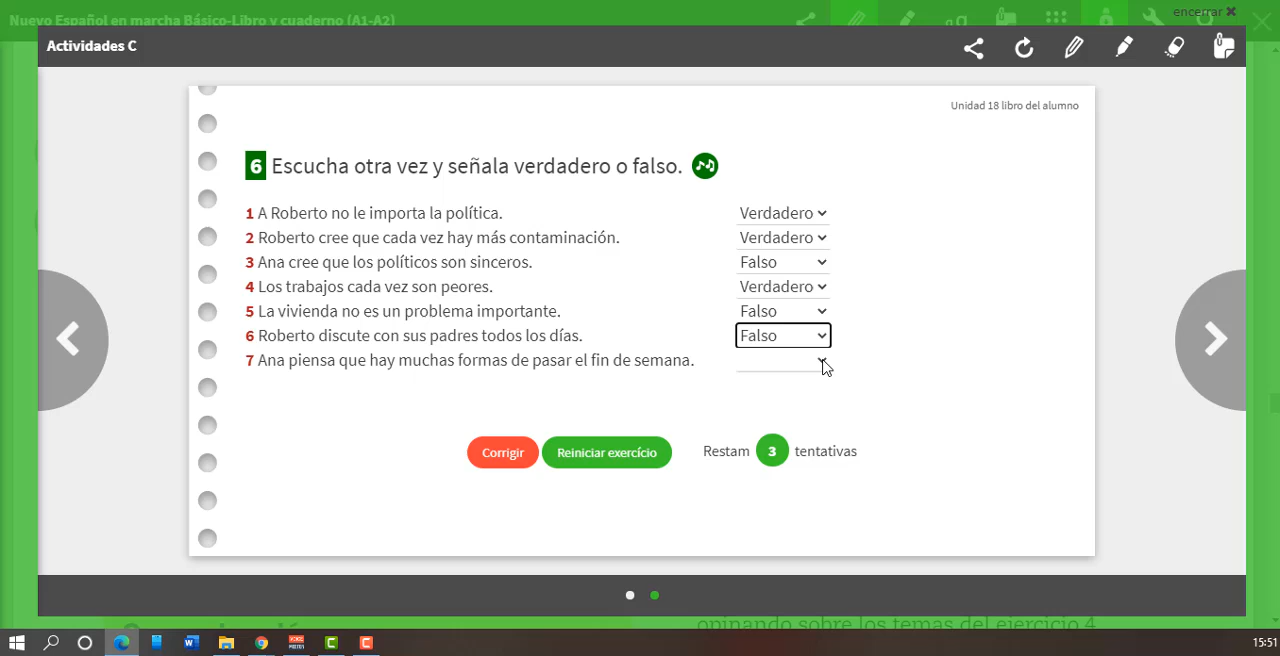 Nuevo Español en marcha Básico-Libro y cuaderno (A1-A2)
encerrar ✖
Actividades C
Unidad 18 libro del alumno
6 Escucha otra vez y señala verdadero o falso.
1 A Roberto no le importa la política. Verdadero
2 Roberto cree que cada vez hay más contaminación. Verdadero
3 Ana cree que los políticos son sinceros. Falso
4 Los trabajos cada vez son peores. Verdadero
5 La vivienda no es un problema importante. Falso
6 Roberto discute con sus padres todos los días. Falso
7 Ana piensa que hay muchas formas de pasar el fin de semana.
Corrigir Reiniciar exercício Restam 3 tentativas
opinando sobre los temas del ejercicio 4
15:51